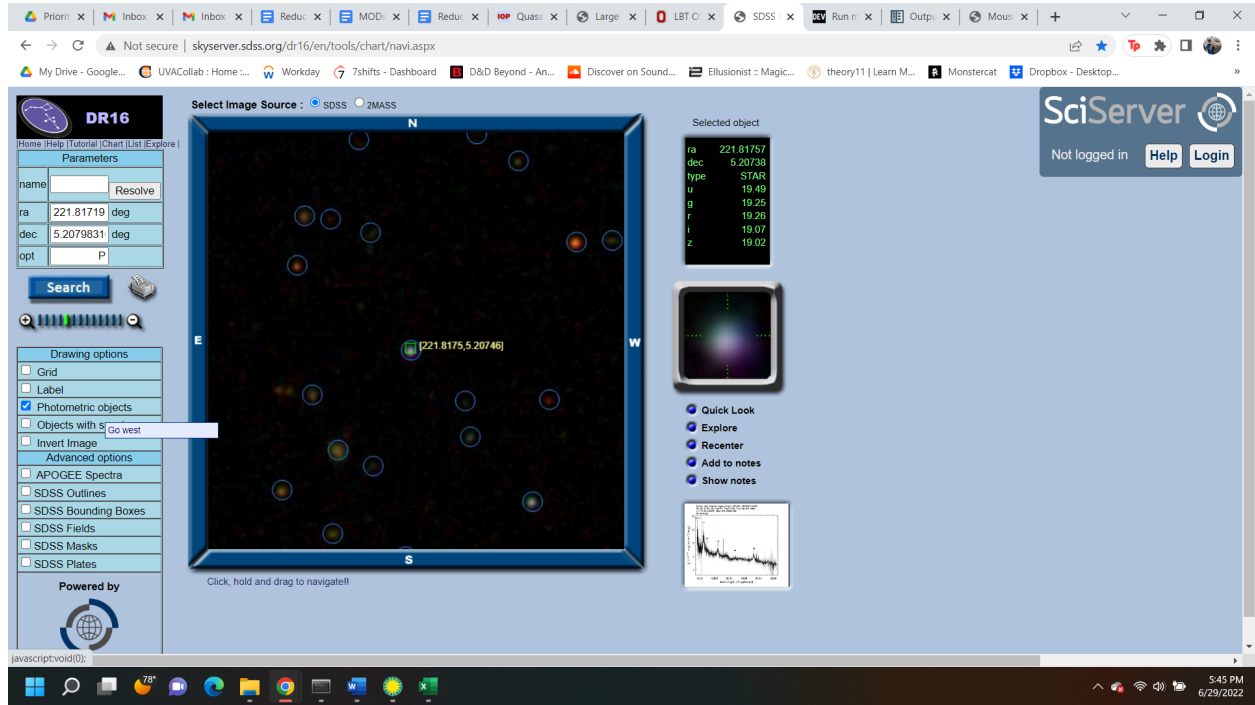 Priorit
Inbox
Inbox
Reduc
MODs
Reduc
IOP Quasa
Large
LBT O
SDSS
DEV Run m
Outpu
Mous
Not secure | skyserver.sdss.org/dr16/en/tools/chart/navi.aspx
Tp
My Drive - Google...
UVACollab : Home :...
Workday
7shifts - Dashboard
D&D Beyond - An...
Discover on Sound...
Ellusionist :: Magic...
theory11 | Learn M...
Monstercat
Dropbox - Desktop...
»
DR16
Home |Help |Tutorial |Chart |List |Explore |
Parameters
name
Resolve
ra 221.81719 deg
dec 5.2079831 deg
opt P
Search
Drawing options
Grid
Label
Photometric objects
Objects with s
Go west
Invert Image
Advanced options
APOGEE Spectra
SDSS Outlines
SDSS Bounding Boxes
SDSS Fields
SDSS Masks
SDSS Plates
Powered by
Select Image Source : SDSS 2MASS
N
E
W
S
[221.8175,5.20746]
Click, hold and drag to navigate!!
Selected object
ra 221.81757
dec 5.20738
type STAR
u 19.49
g 19.25
r 19.26
i 19.07
z 19.02
Quick Look
Explore
Recenter
Add to notes
Show notes
SciServer
Not logged in Help Login
javascript:void(0);
78°
5:45 PM
6/29/2022